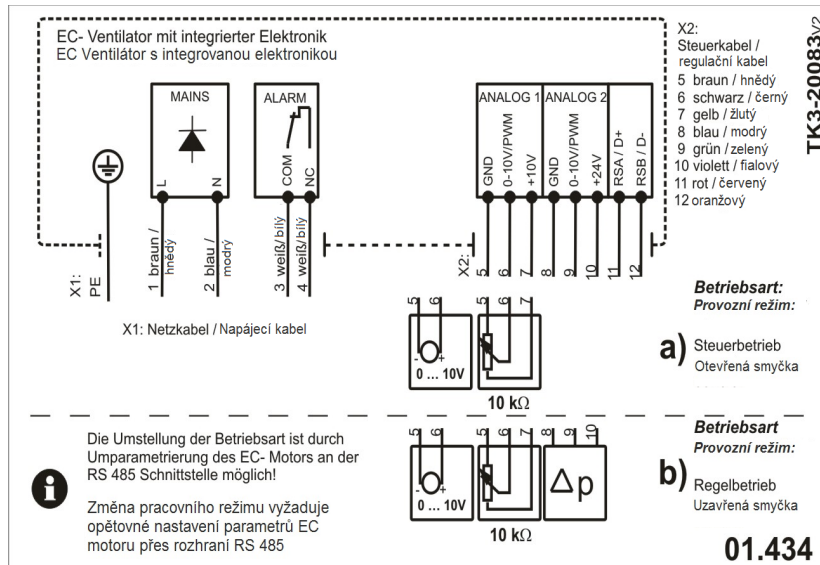 EC- Ventilator mit integrierter Elektronik
EC Ventilátor s integrovanou elektronikou
MAINS
L
N
ALARM
COM
NC
ANALOG 1
GND
0-10V/PWM
+10V
ANALOG 2
GND
0-10V/PWM
+24V
RSA / D+
RSB / D-
X1:
PE
1 braun /
hnědý
2 blau /
modrý
3 weiß/bílý
4 weiß/bílý
X2:
5
6
7
8
9
10
11
12
X1: Netzkabel / Napájecí kabel
X2:
Steuerkabel /
regulační kabel
5 braun / hnědý
6 schwarz / černý
7 gelb / žlutý
8 blau / modrý
9 grün / zelený
10 violett / fialový
11 rot / červený
12 oranžový
TK3-20083V2
5
6
- +
0 ... 10V
5
6
7
10 kΩ
Betriebsart:
Provozní režim:
a)
Steuerbetrieb
Otevřená smyčka
i
Die Umstellung der Betriebsart ist durch
Umparametrierung des EC- Motors an der
RS 485 Schnittstelle möglich!
Změna pracovního režimu vyžaduje
opětovné nastavení parametrů EC
motoru přes rozhraní RS 485
5
6
- +
0 ... 10V
5
6
7
10 kΩ
8
9
10
Δp
Betriebsart
Provozní režim:
b)
Regelbetrieb
Uzavřená smyčka
01.434